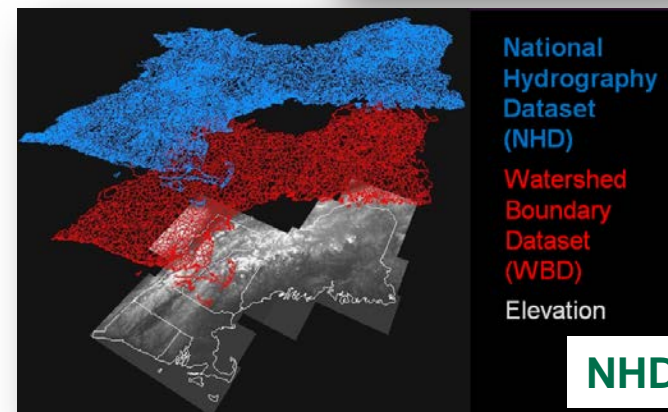 National
Hydrography
Dataset
(NHD)
Watershed
Boundary
Dataset
(WBD)
Elevation
NHD